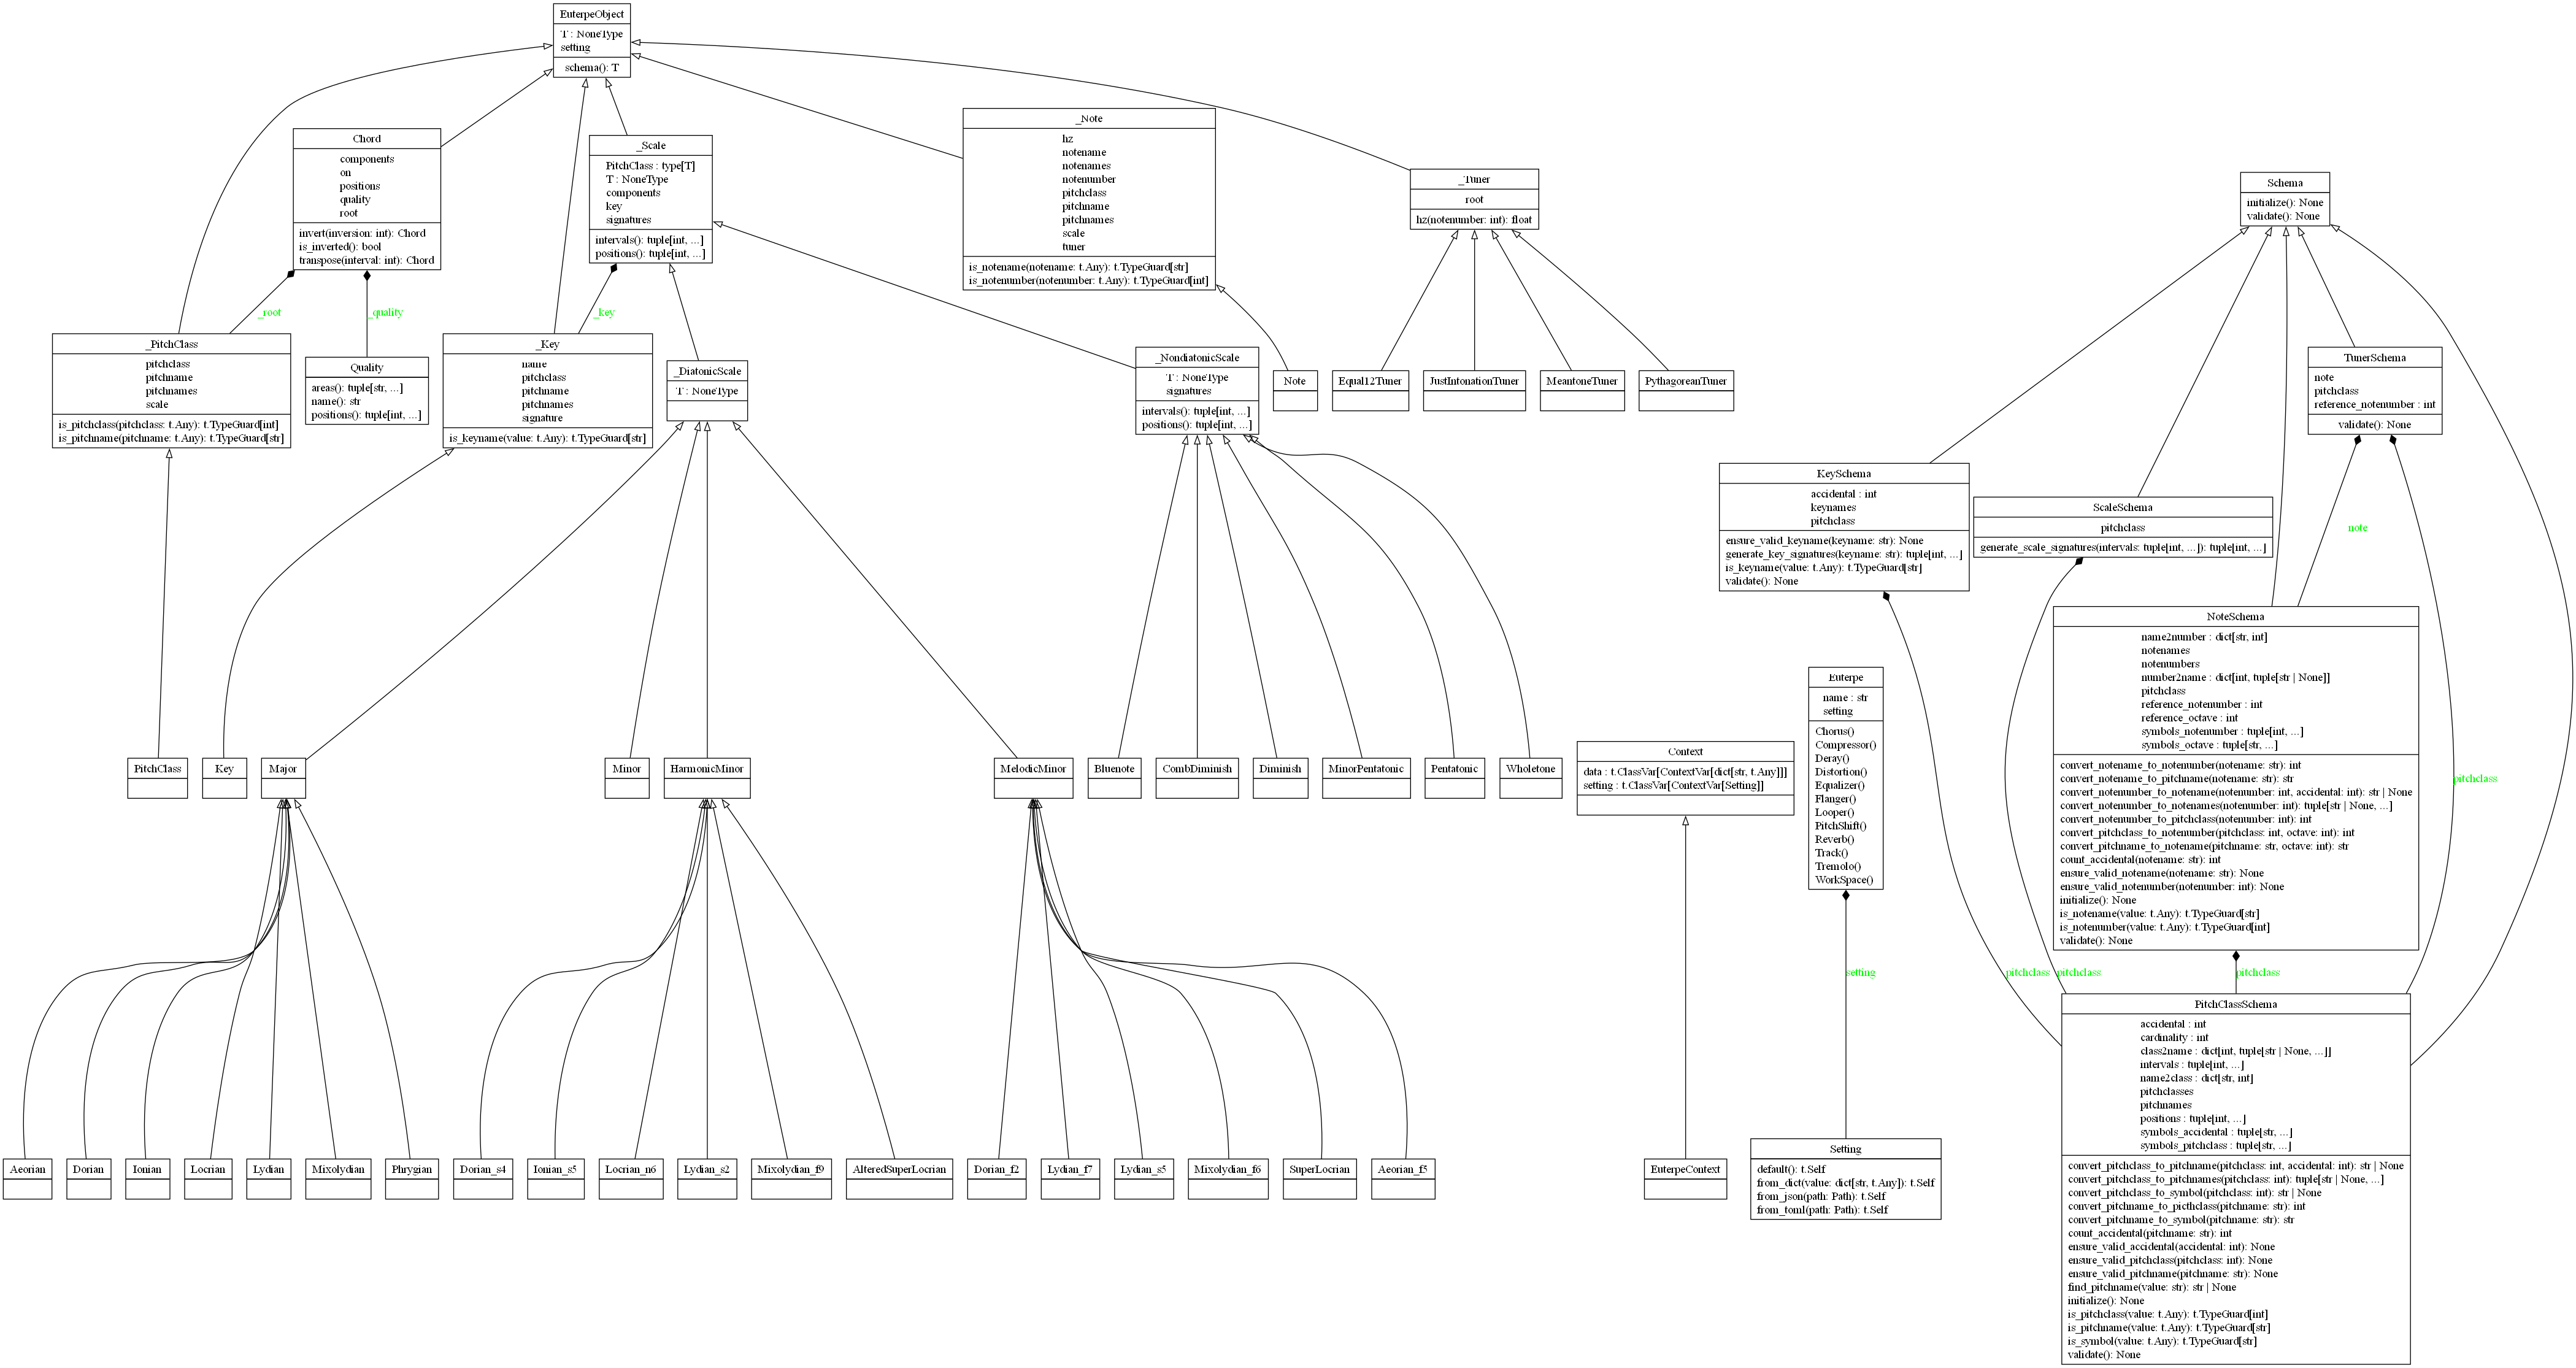 EuterpeObject
T : NoneType
setting
schema(): T
Chord
components
on
positions
quality
root
invert(inversion: int): Chord
is_inverted(): bool
transpose(interval: int): Chord
_Scale
PitchClass : type[T]
T : NoneType
components
key
signatures
intervals(): tuple[int, ...]
positions(): tuple[int, ...]
_Note
hz
notename
notenames
notenumber
pitchclass
pitchname
pitchnames
scale
tuner
is_notename(notename: t.Any): t.TypeGuard[str]
is_notenumber(notenumber: t.Any): t.TypeGuard[int]
_Tuner
root
hz(notenumber: int): float
Schema
initialize(): None
validate(): None
_root
_quality
_key
_PitchClass
pitchclass
pitchname
pitchnames
scale
is_pitchclass(pitchclass: t.Any): t.TypeGuard[int]
is_pitchname(pitchname: t.Any): t.TypeGuard[str]
Quality
areas(): tuple[str, ...]
name(): str
positions(): tuple[int, ...]
_Key
name
pitchclass
pitchname
pitchnames
signature
is_keyname(value: t.Any): t.TypeGuard[str]
_DiatonicScale
T : NoneType
_NondiatonicScale
T : NoneType
signatures
intervals(): tuple[int, ...]
positions(): tuple[int, ...]
Note
Equal12Tuner
JustIntonationTuner
MeantoneTuner
PythagoreanTuner
TunerSchema
note
pitchclass
reference_notenumber : int
validate(): None
KeySchema
accidental : int
keynames
pitchclass
ensure_valid_keyname(keyname: str): None
generate_key_signatures(keyname: str): tuple[int, ...]
is_keyname(value: t.Any): t.TypeGuard[str]
validate(): None
ScaleSchema
pitchclass
generate_scale_signatures(intervals: tuple[int, ...]): tuple[int, ...]
note
NoteSchema
name2number : dict[str, int]
notenames
notenumbers
number2name : dict[int, tuple[str | None]]
pitchclass
reference_notenumber : int
reference_octave : int
symbols_notenumber : tuple[int, ...]
symbols_octave : tuple[str, ...]
convert_notename_to_notenumber(notename: str): int
convert_notename_to_pitchname(notename: str): str
convert_notenumber_to_notename(notenumber: int, accidental: int): str | None
convert_notenumber_to_notenames(notenumber: int): tuple[str | None, ...]
convert_notenumber_to_pitchclass(notenumber: int): int
convert_pitchclass_to_notenumber(pitchclass: int, octave: int): int
convert_pitchname_to_notename(pitchname: str, octave: int): str
count_accidental(notename: str): int
ensure_valid_notename(notename: str): None
ensure_valid_notenumber(notenumber: int): None
initialize(): None
is_notename(value: t.Any): t.TypeGuard[str]
is_notenumber(value: t.Any): t.TypeGuard[int]
validate(): None
pitchclass
Euterpe
name : str
setting
Chorus()
Compressor()
Deray()
Distortion()
Equalizer()
Flanger()
Looper()
PitchShift()
Reverb()
Track()
Tremolo()
WorkSpace()
Context
data : t.ClassVar[ContextVar[dict[str, t.Any]]]
setting : t.ClassVar[ContextVar[Setting]]
PitchClass
Key
Major
Minor
HarmonicMinor
MelodicMinor
Bluenote
CombDiminish
Diminish
MinorPentatonic
Pentatonic
Wholetone
setting
pitchclass
pitchclass
pitchclass
PitchClassSchema
accidental : int
cardinality : int
class2name : dict[int, tuple[str | None, ...]]
intervals : tuple[int, ...]
name2class : dict[str, int]
pitchclasses
pitchnames
positions : tuple[int, ...]
symbols_accidental : tuple[str, ...]
symbols_pitchclass : tuple[str, ...]
convert_pitchclass_to_pitchname(pitchclass: int, accidental: int): str | None
convert_pitchclass_to_pitchnames(pitchclass: int): tuple[str | None, ...]
convert_pitchclass_to_symbol(pitchclass: int): str | None
convert_pitchname_to_picthclass(pitchname: str): int
convert_pitchname_to_symbol(pitchname: str): str
count_accidental(pitchname: str): int
ensure_valid_accidental(accidental: int): None
ensure_valid_pitchclass(pitchclass: int): None
ensure_valid_pitchname(pitchname: str): None
find_pitchname(value: str): str | None
initialize(): None
is_pitchclass(value: t.Any): t.TypeGuard[int]
is_pitchname(value: t.Any): t.TypeGuard[str]
is_symbol(value: t.Any): t.TypeGuard[str]
validate(): None
Aeorian
Dorian
Ionian
Locrian
Lydian
Mixolydian
Phrygian
Dorian_s4
Ionian_s5
Locrian_n6
Lydian_s2
Mixolydian_f9
AlteredSuperLocrian
Dorian_f2
Lydian_f7
Lydian_s5
Mixolydian_f6
SuperLocrian
Aeorian_f5
EuterpeContext
Setting
default(): t.Self
from_dict(value: dict[str, t.Any]): t.Self
from_json(path: Path): t.Self
from_toml(path: Path): t.Self